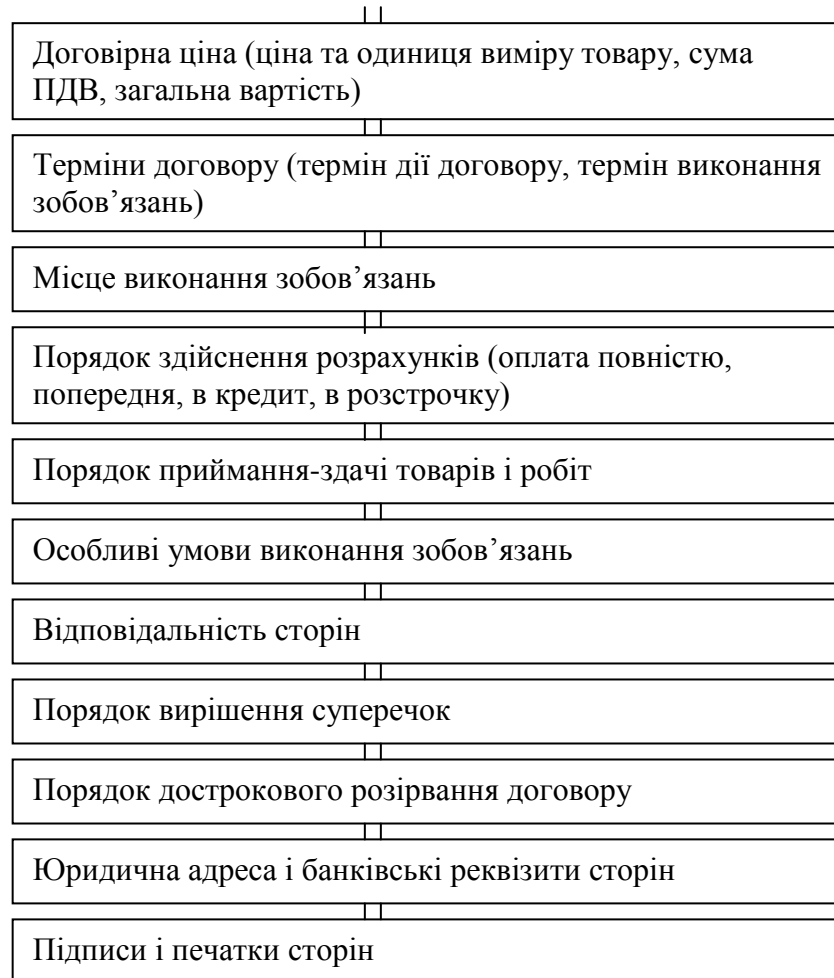 Договірна ціна (ціна та одиниця виміру товару, сума
ПДВ, загальна вартість)
Терміни договору (термін дії договору, термін виконання
зобов’язань)
Місце виконання зобов’язань
Порядок здійснення розрахунків (оплата повністю,
попередня, в кредит, в розстрочку)
Порядок приймання-здачі товарів і робіт
Особливі умови виконання зобов’язань
Відповідальність сторін
Порядок вирішення суперечок
Порядок дострокового розірвання договору
Юридична адреса і банківські реквізити сторін
Підписи і печатки сторін